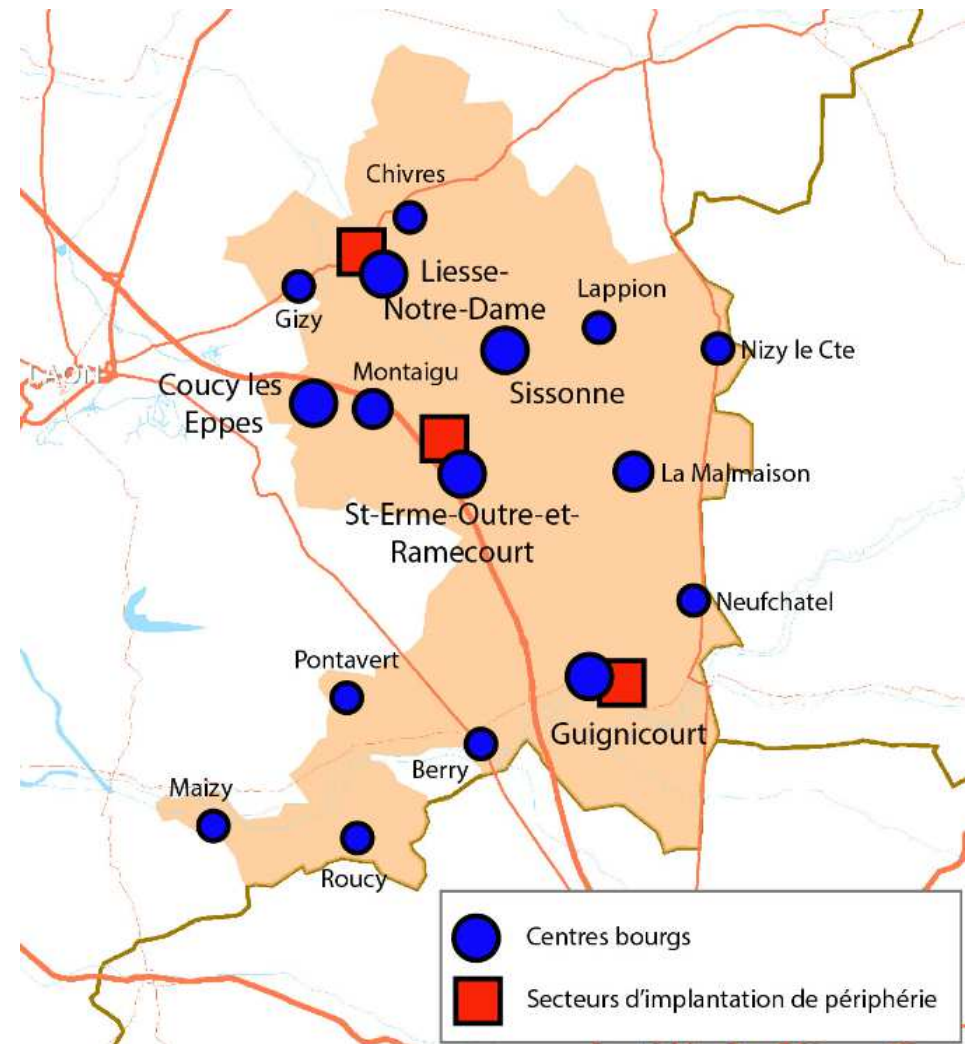 Chivres
Liesse-
Notre-Dame
Gizy
Lappion
Nizy le Cte
LAON
Montaigu
Coucy les
Eppes
Sissonne
La Malmaison
St-Erme-Outre-et-
Ramecourt
Neufchatel
Pontavert
Guignicourt
Berry
Maizy
Roucy
Centres bourgs
Secteurs d'implantation de périphérie